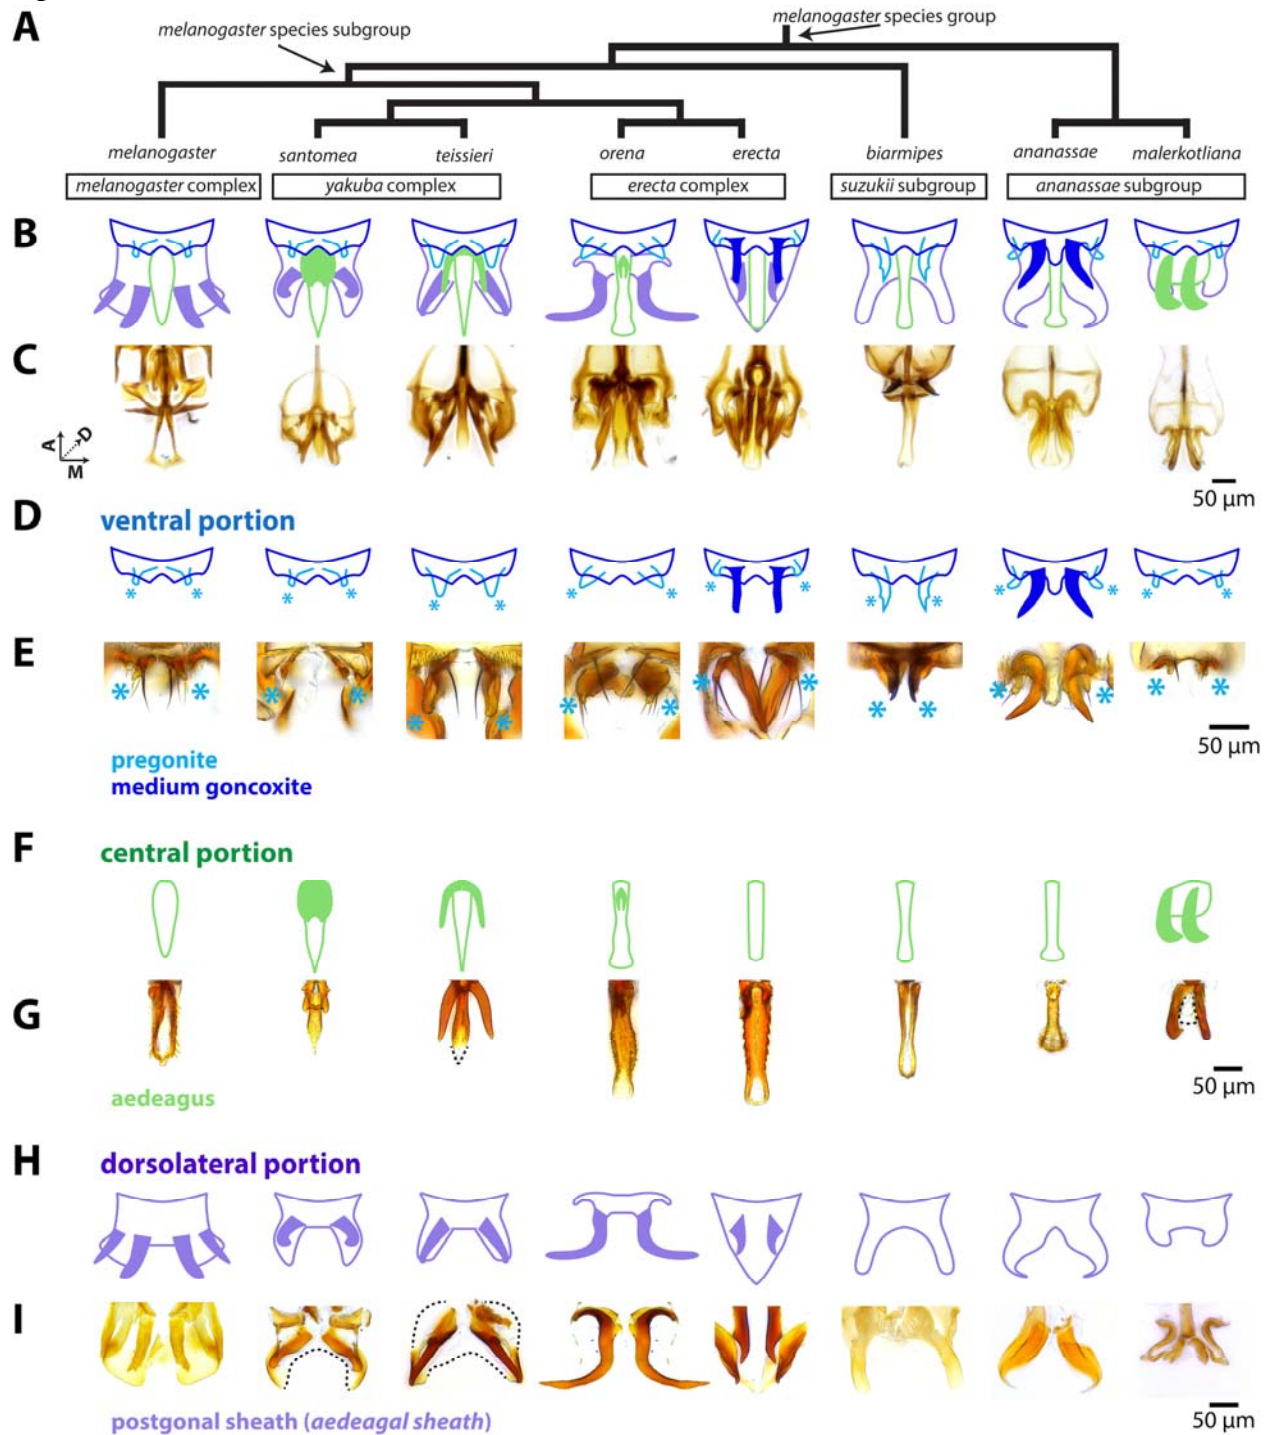 A
melanogaster species group
melanogaster species subgroup
melanogaster santomea teissieri orena erecta biarmipes ananassae malerkotliana
melanogaster complex yakuba complex erecta complex suzukii subgroup ananassae subgroup
B
C
A D
M
50 µm
D
ventral portion
* * * * * * * * * * * * * * * *
E
* * * * * * * * * * * * * * * *
50 µm
pregonite
medium goncoxite
F
central portion
G
50 µm
aedeagus
H
dorsolateral portion
I
50 µm
postgonal sheath (aedeagal sheath)